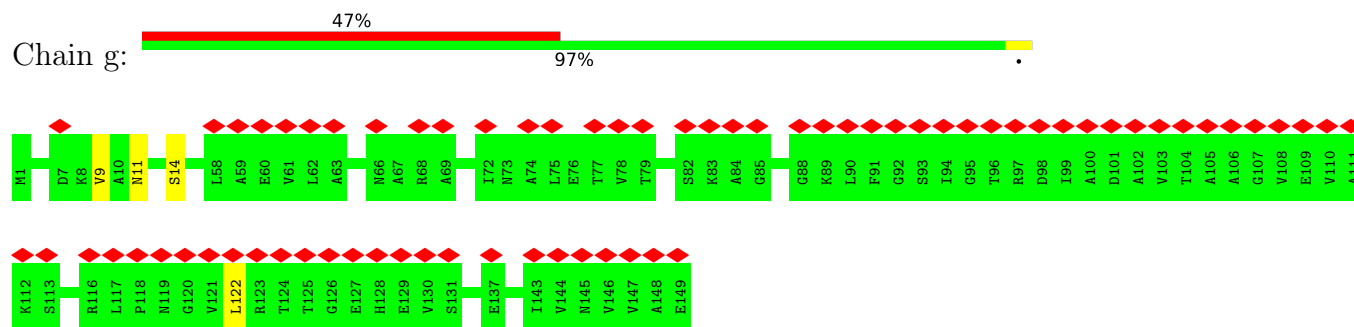 47%
Chain g:
97%
.
M1 D7 K8 V9 A10 N11 S14 L58 A59 E60 V61 L62 A63 N66 A67 R68 A69 I72 N73 A74 L75 E76 T77 V78 T79 S82 K83 A84 G85 G88 K89 L90 F91 G92 S93 I94 G95 T96 R97 D98 I99 A100 D101 A102 V103 T104 A105 A106 G107 V108 E109 V110 A111
K112 S113 R116 L117 P118 N119 G120 V121 L122 R123 T124 T125 G126 E127 H128 E129 V130 S131 E137 I143 V144 N145 V146 V147 A148 E149